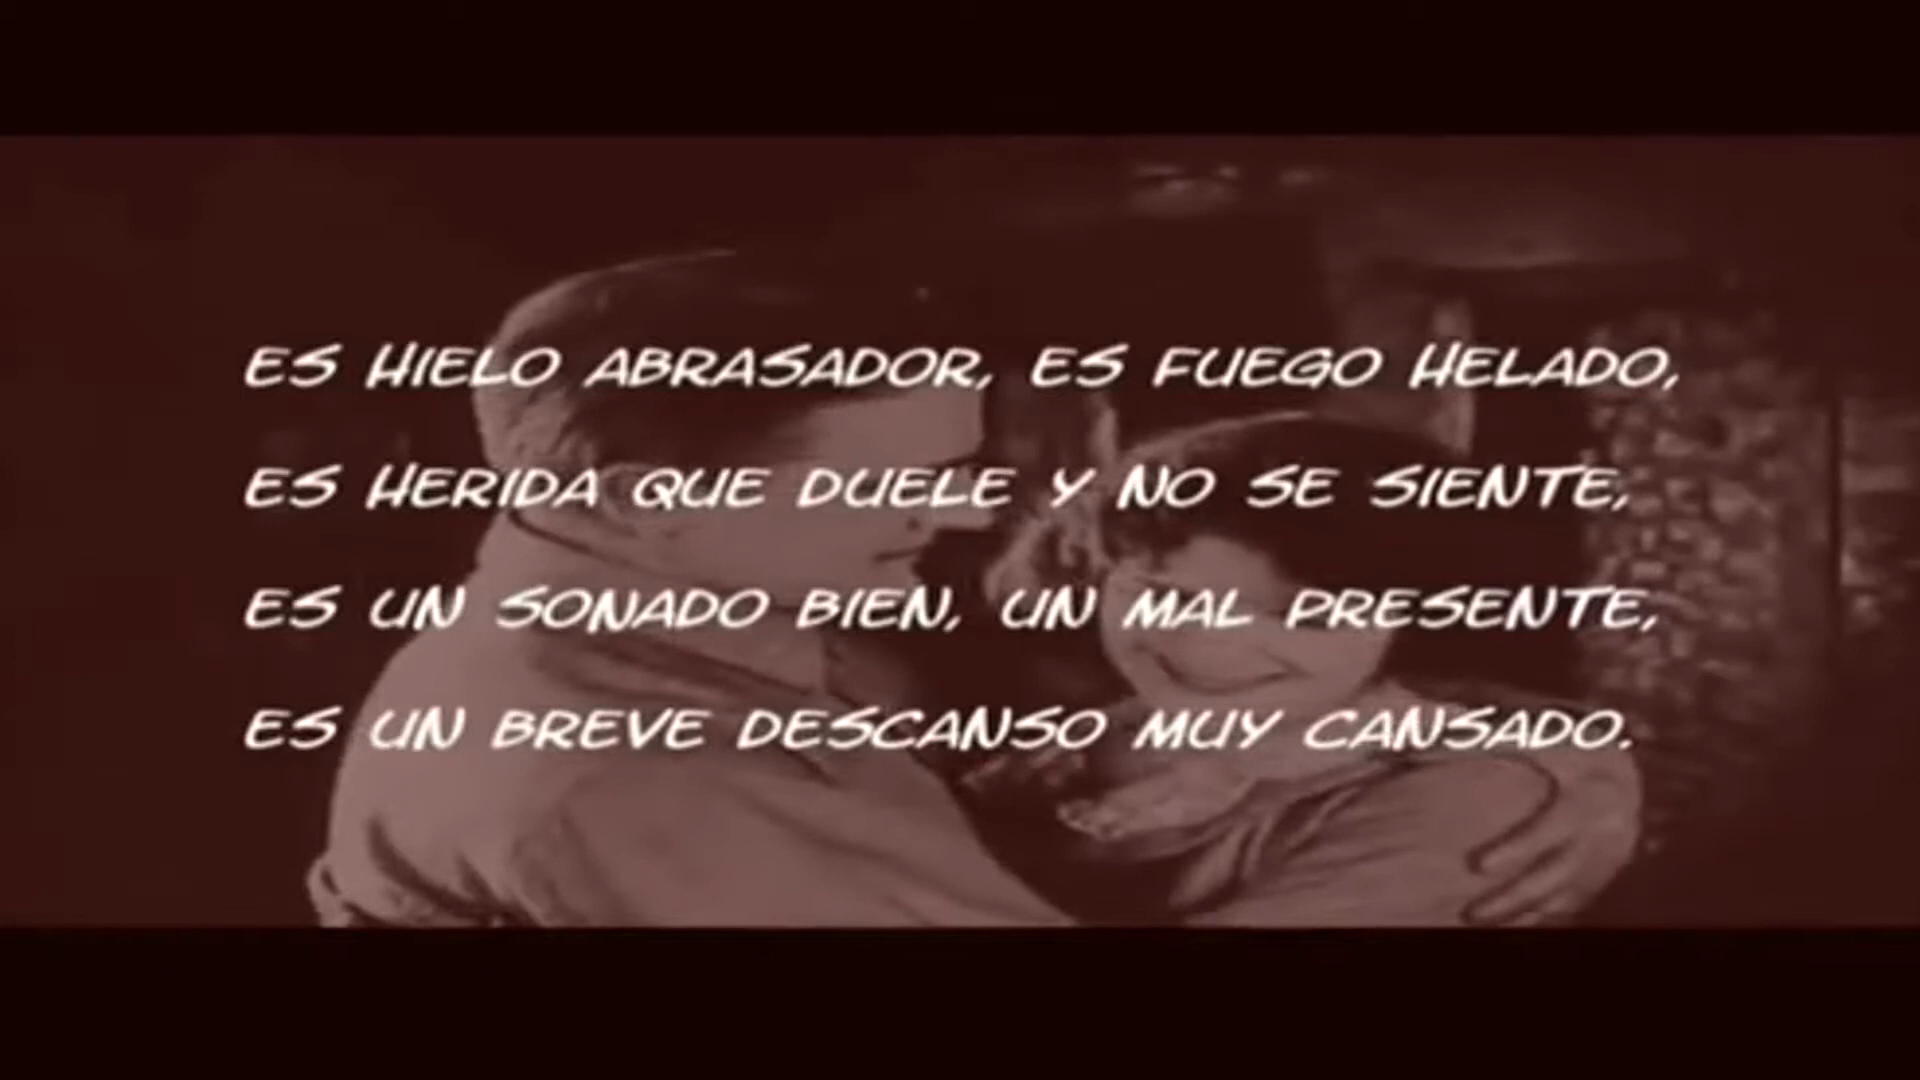 ES HIELO ABRASADOR, ES FUEGO HELADO,
ES HERIDA QUE DUELE Y NO SE SIENTE,
ES UN SONADO BIEN, UN MAL PRESENTE,
ES UN BREVE DESCANSO MUY CANSADO.